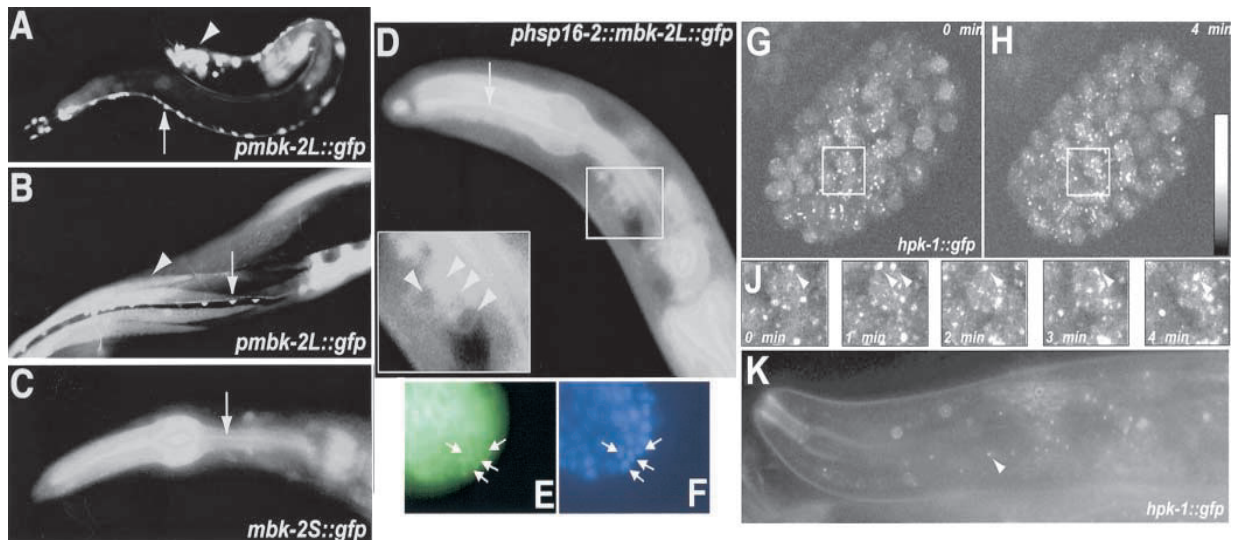 A
pmbk-2L::gfp
B
pmbk-2L::gfp
C
mbk-2S::gfp
D
phsp16-2::mbk-2L::gfp
E
F
G
0 min
hpk-1::gfp
H
4 min
J
0 min
1 min
2 min
3 min
4 min
K
hpk-1::gfp